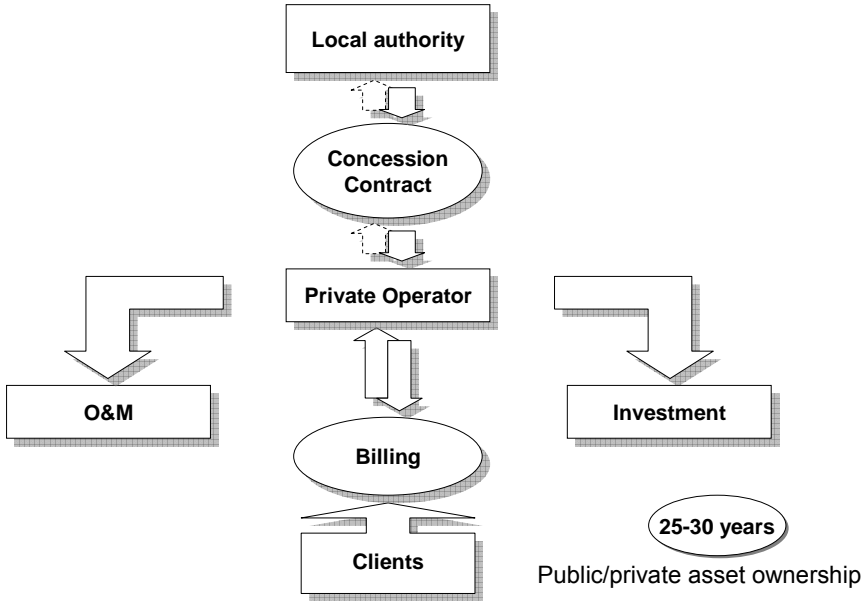 Local authority
Concession
Contract
Private Operator
O&M
Investment
Billing
25-30 years
Clients
Public/private asset ownership